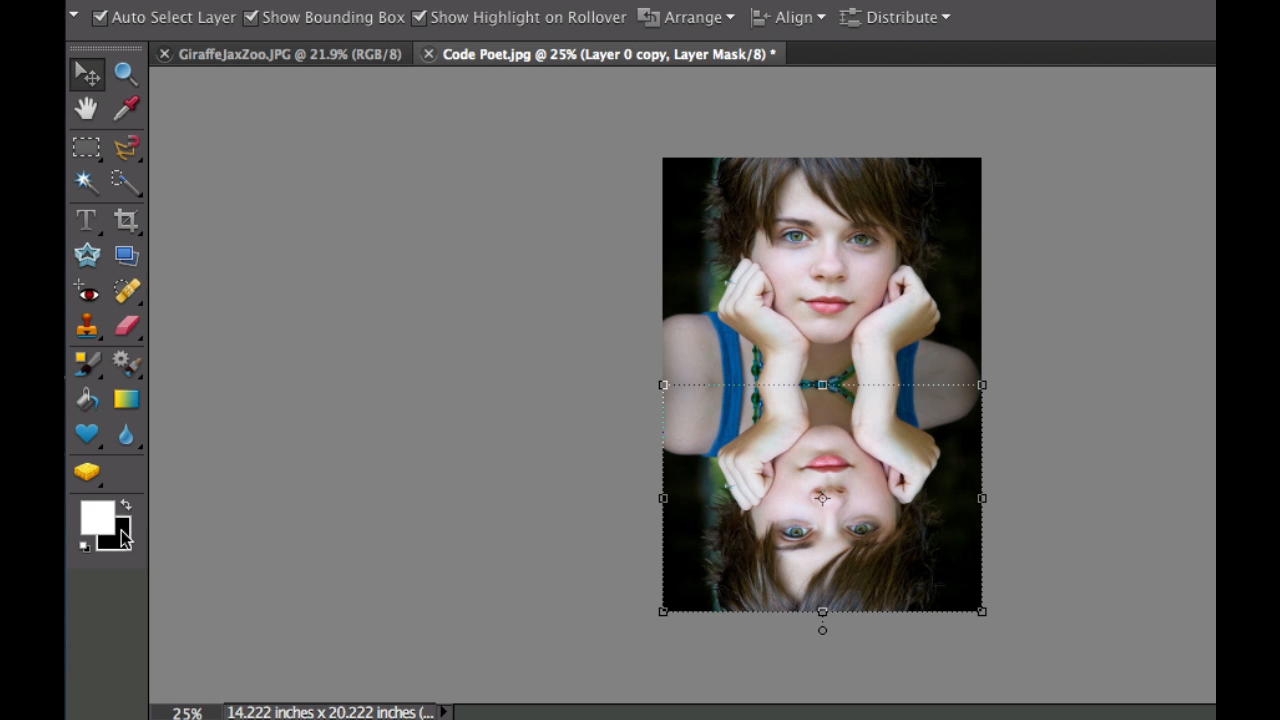 Auto Select Layer Show Bounding Box Show Highlight on Rollover Arrange Align Distribute
GiraffeJaxZoo.JPG @ 21.9% (RGB/8) Code Poet.jpg @ 25% (Layer 0 copy, Layer Mask/8) *
T
25% 14.222 inches x 20.222 inches (...